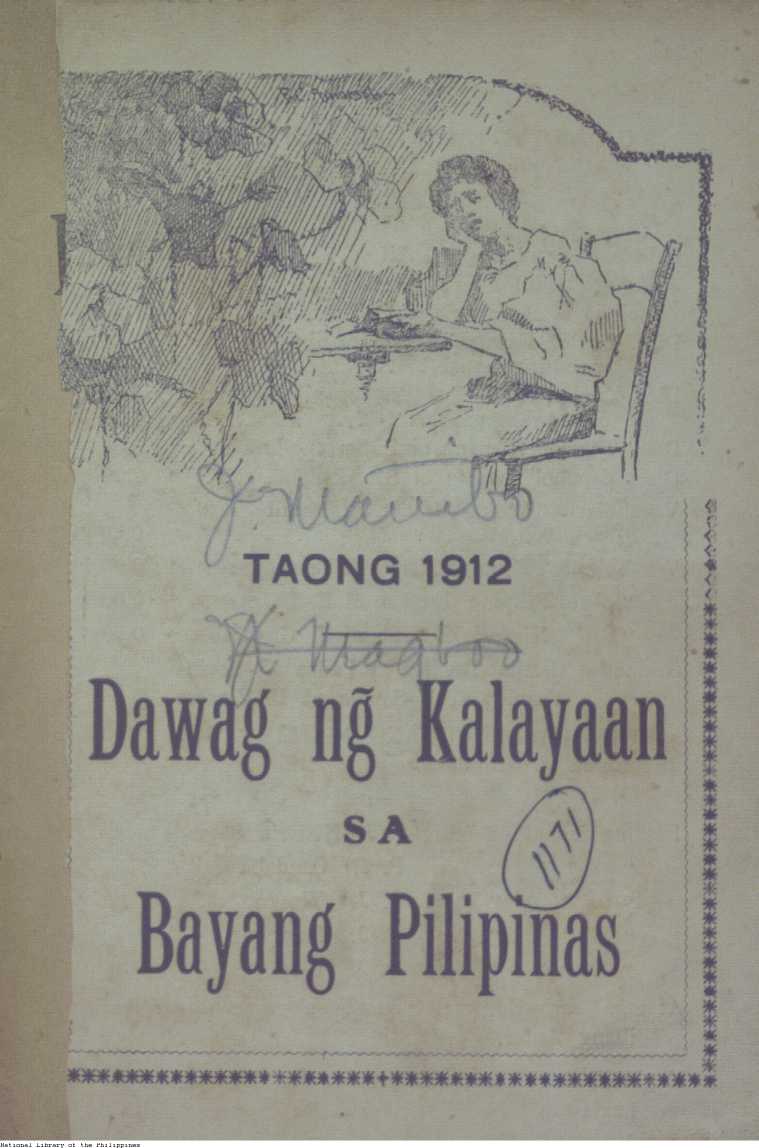 TAONG 1912
Dawag ng̃ Kalayaan
SA
1171
Bayang Pilipinas
National Library of the Philippines